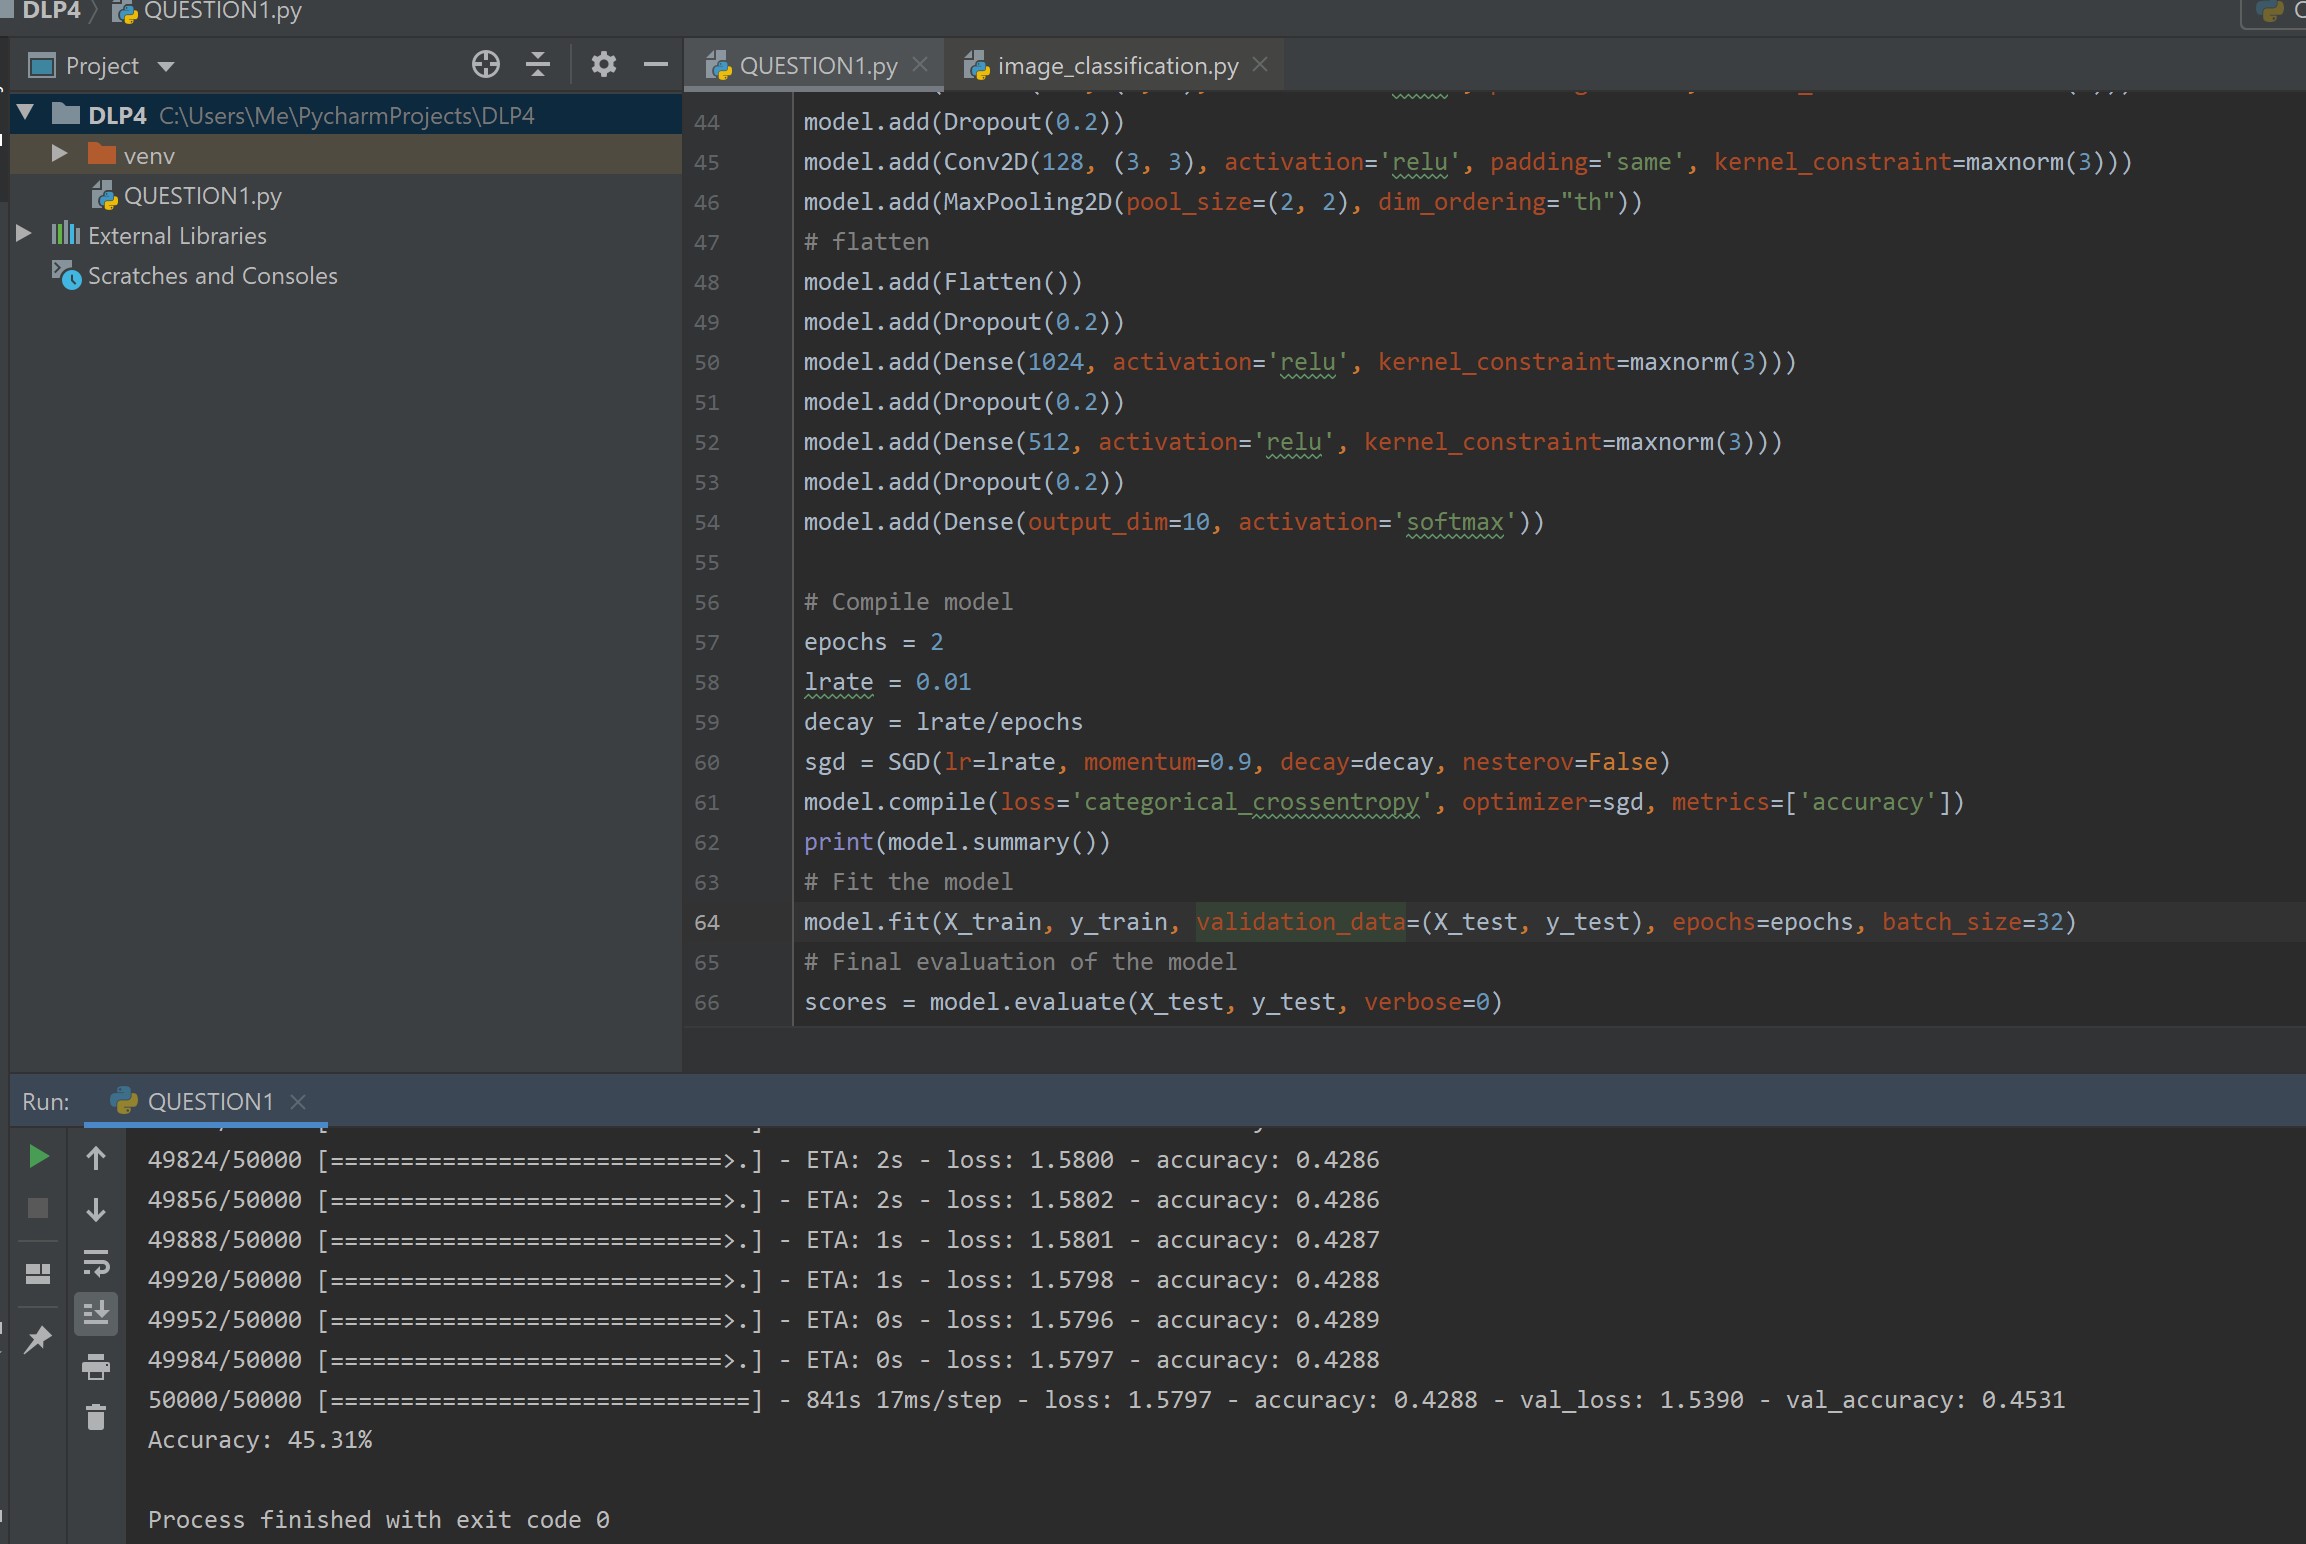 DLP4 QUESTION1.py
Project
QUESTION1.py
image_classification.py
DLP4 C:\Users\Me\PycharmProjects\DLP4
venv
QUESTION1.py
External Libraries
Scratches and Consoles
44 model.add(Dropout(0.2))
45 model.add(Conv2D(128, (3, 3), activation='relu', padding='same', kernel_constraint=maxnorm(3)))
46 model.add(MaxPooling2D(pool_size=(2, 2), dim_ordering="th"))
47 # flatten
48 model.add(Flatten())
49 model.add(Dropout(0.2))
50 model.add(Dense(1024, activation='relu', kernel_constraint=maxnorm(3)))
51 model.add(Dropout(0.2))
52 model.add(Dense(512, activation='relu', kernel_constraint=maxnorm(3)))
53 model.add(Dropout(0.2))
54 model.add(Dense(output_dim=10, activation='softmax'))
55
56 # Compile model
57 epochs = 2
58 lrate = 0.01
59 decay = lrate/epochs
60 sgd = SGD(lr=lrate, momentum=0.9, decay=decay, nesterov=False)
61 model.compile(loss='categorical_crossentropy', optimizer=sgd, metrics=['accuracy'])
62 print(model.summary())
63 # Fit the model
64 model.fit(X_train, y_train, validation_data=(X_test, y_test), epochs=epochs, batch_size=32)
65 # Final evaluation of the model
66 scores = model.evaluate(X_test, y_test, verbose=0)
Run: QUESTION1
49824/50000 [============================>.] - ETA: 2s - loss: 1.5800 - accuracy: 0.4286
49856/50000 [============================>.] - ETA: 2s - loss: 1.5802 - accuracy: 0.4286
49888/50000 [============================>.] - ETA: 1s - loss: 1.5801 - accuracy: 0.4287
49920/50000 [============================>.] - ETA: 1s - loss: 1.5798 - accuracy: 0.4288
49952/50000 [============================>.] - ETA: 0s - loss: 1.5796 - accuracy: 0.4289
49984/50000 [============================>.] - ETA: 0s - loss: 1.5797 - accuracy: 0.4288
50000/50000 [==============================] - 841s 17ms/step - loss: 1.5797 - accuracy: 0.4288 - val_loss: 1.5390 - val_accuracy: 0.4531
Accuracy: 45.31%
Process finished with exit code 0